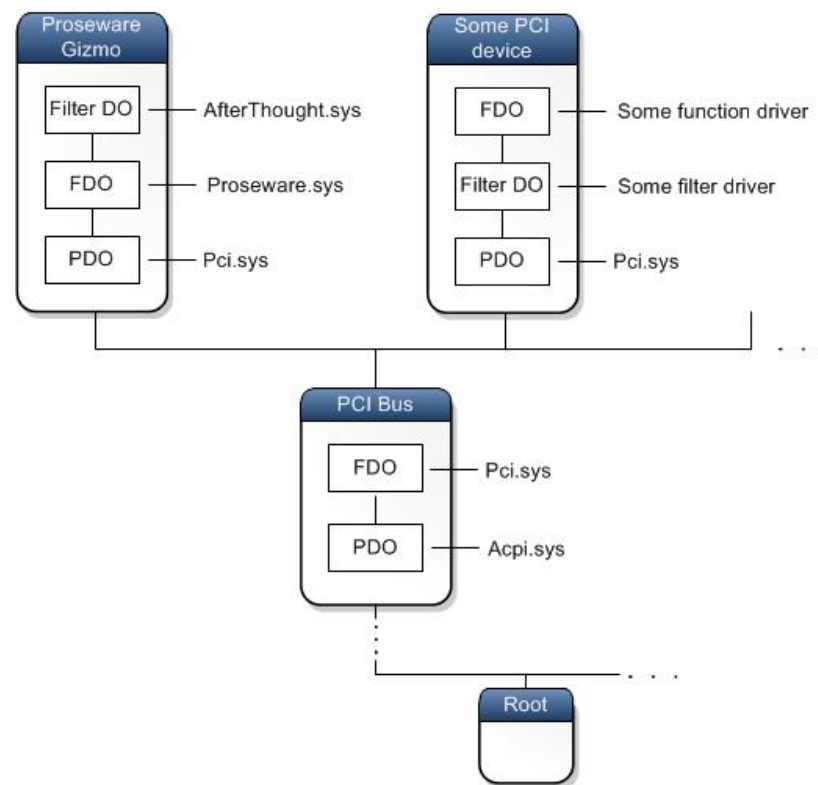 Proseware
Gizmo
Filter DO
AfterThought.sys
FDO
Proseware.sys
PDO
Pci.sys
Some PCI
device
FDO
Some function driver
Filter DO
Some filter driver
PDO
Pci.sys
. . .
PCI Bus
FDO
Pci.sys
PDO
Acpi.sys
. . .
Root